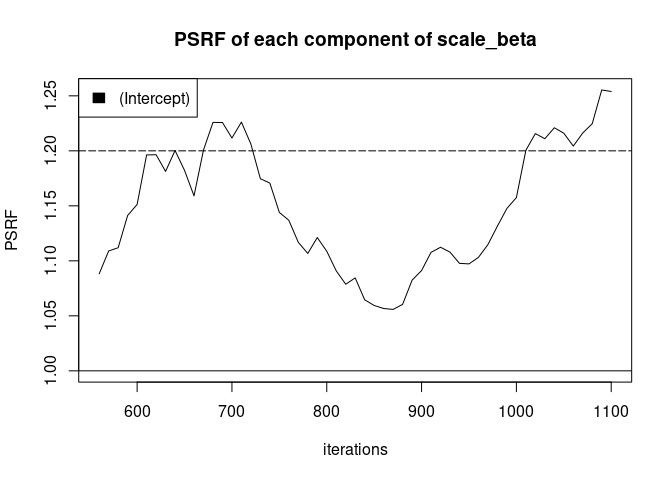 PSRF of each component of scale_beta
(Intercept)
PSRF
1.25
1.20
1.15
1.10
1.05
1.00
600 700 800 900 1000 1100
iterations